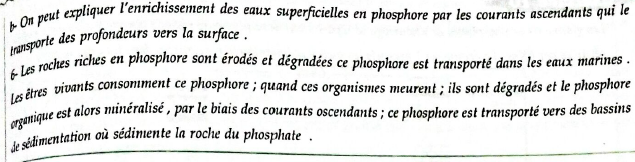 b- On peut expliquer l'enrichissement des eaux superficielles en phosphore par les courants ascendants qui le
transporte des profondeurs vers la surface .
6- Les roches riches en phosphore sont érodés et dégradées ce phosphore est transporté dans les eaux marines .
Les êtres vivants consomment ce phosphore ; quand ces organismes meurent ; ils sont dégradés et le phosphore
organique est alors minéralisé , par le biais des courants oscendants ; ce phosphore est transporté vers des bassins
de sédimentation où sédimente la roche du phosphate .